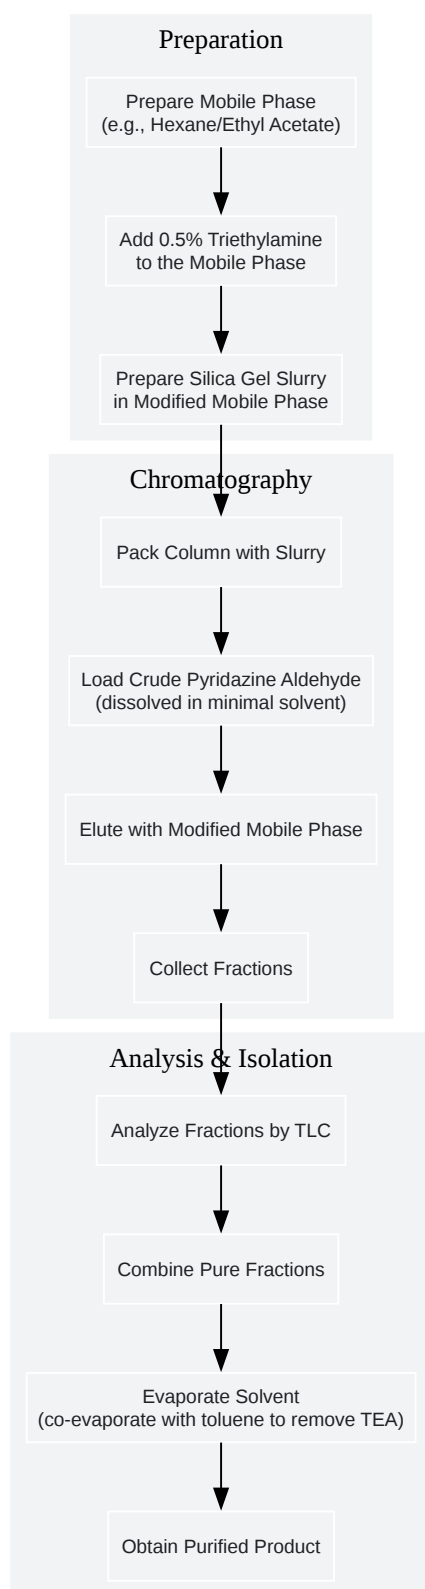 Preparation
Prepare Mobile Phase
(e.g., Hexane/Ethyl Acetate)
Add 0.5% Triethylamine
to the Mobile Phase
Prepare Silica Gel Slurry
in Modified Mobile Phase
Chromatography
Pack Column with Slurry
Load Crude Pyridazine Aldehyde
(dissolved in minimal solvent)
Elute with Modified Mobile Phase
Collect Fractions
Analysis & Isolation
Analyze Fractions by TLC
Combine Pure Fractions
Evaporate Solvent
(co-evaporate with toluene to remove TEA)
Obtain Purified Product